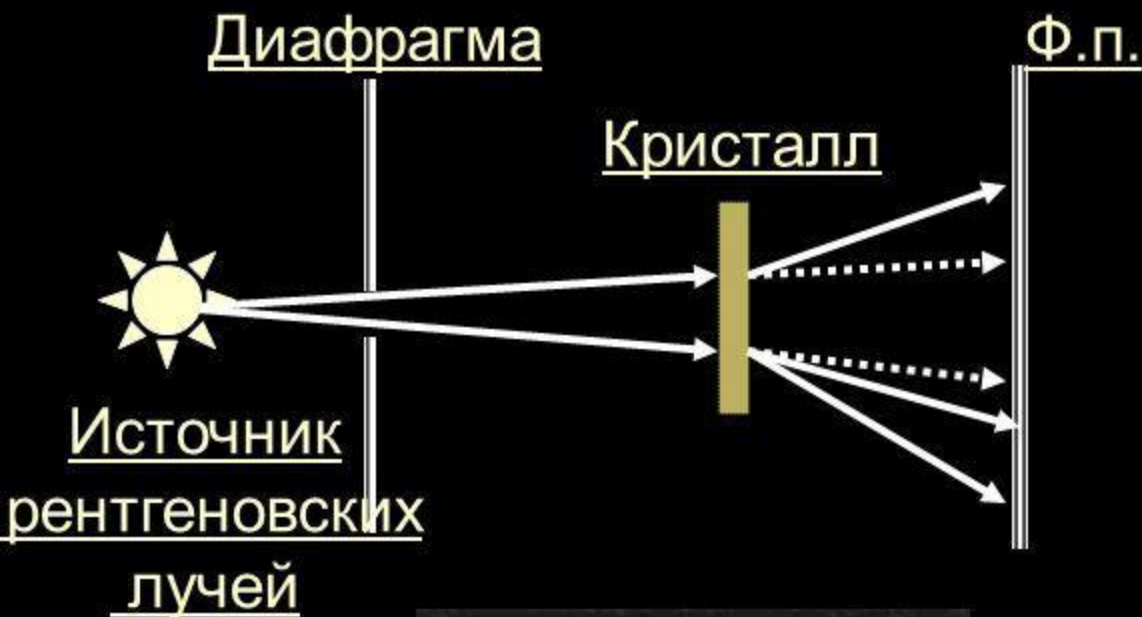 Диафрагма
Ф.п.
Кристалл
Источник
рентгеновских
лучей